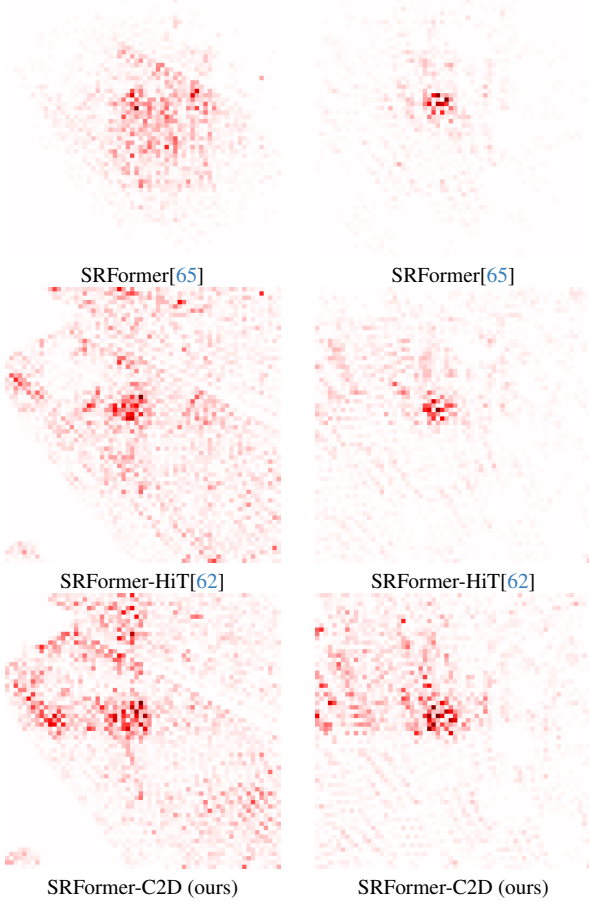 SRFormer[65] SRFormer[65]
SRFormer-HiT[62] SRFormer-HiT[62]
SRFormer-C2D (ours) SRFormer-C2D (ours)